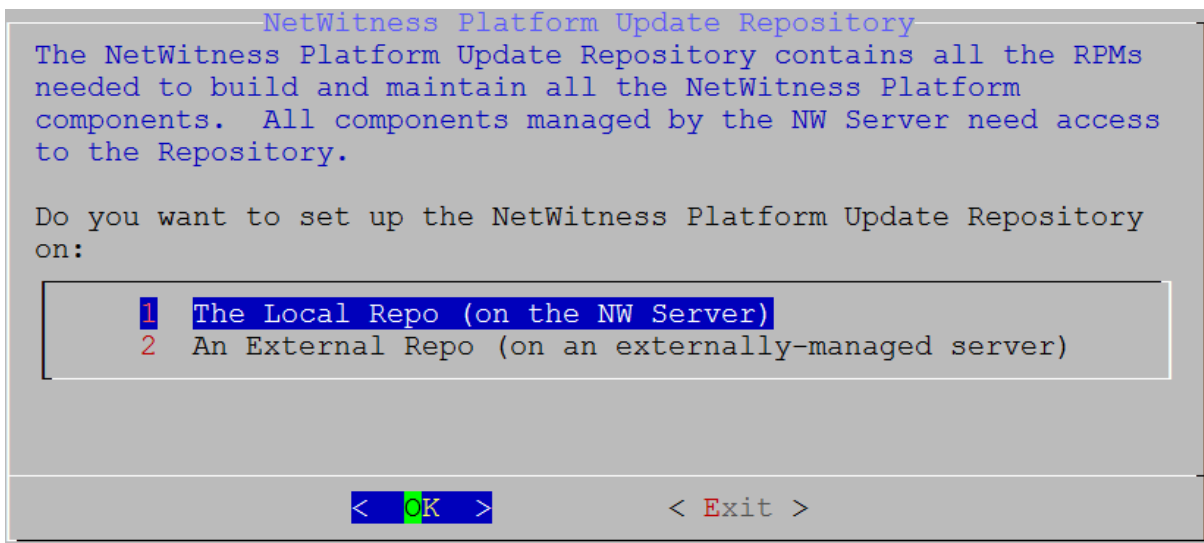 NetWitness Platform Update Repository
The NetWitness Platform Update Repository contains all the RPMs
needed to build and maintain all the NetWitness Platform
components.  All components managed by the NW Server need access
to the Repository.
Do you want to set up the NetWitness Platform Update Repository
on:
1 The Local Repo (on the NW Server)
2 An External Repo (on an externally-managed server)
< OK > < Exit >